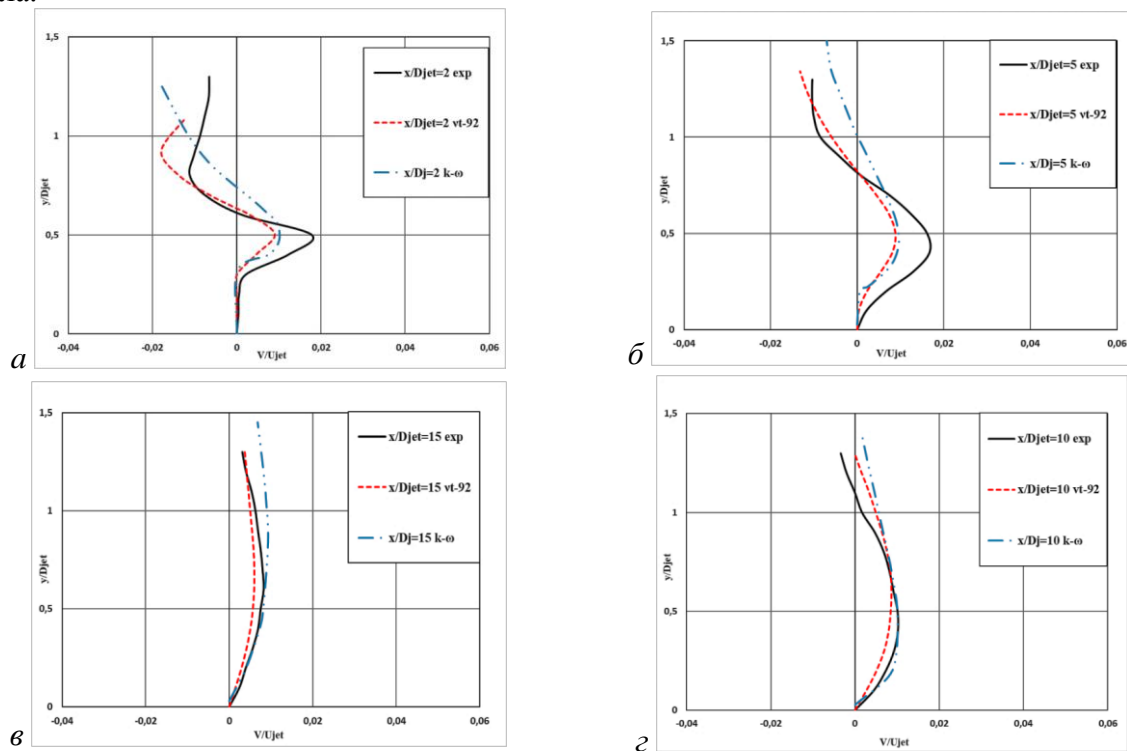 ла.
1,5
x/Djet=2 exp
x/Djet=2 vt-92
x/Dj=2 k-ω
1
0,5
0
y/Djet
-0,04 -0,02 0 0,02 0,04 0,06
V/Ujet
а
1,5
x/Djet=5 exp
x/Djet=5 vt-92
x/Dj=5 k-ω
1
0,5
0
y/Djet
-0,04 -0,02 0 0,02 0,04 0,06
V/Ujet
б
1,5
x/Djet=15 exp
x/Djet=15 vt-92
x/Dj=15 k-ω
1
0,5
0
y/Djet
-0,04 -0,02 0 0,02 0,04 0,06
V/Ujet
в
1,5
x/Djet=10 exp
x/Djet=10 vt-92
x/Dj=10 k-ω
1
0,5
0
y/Djet
-0,04 -0,02 0 0,02 0,04 0,06
V/Ujet
г